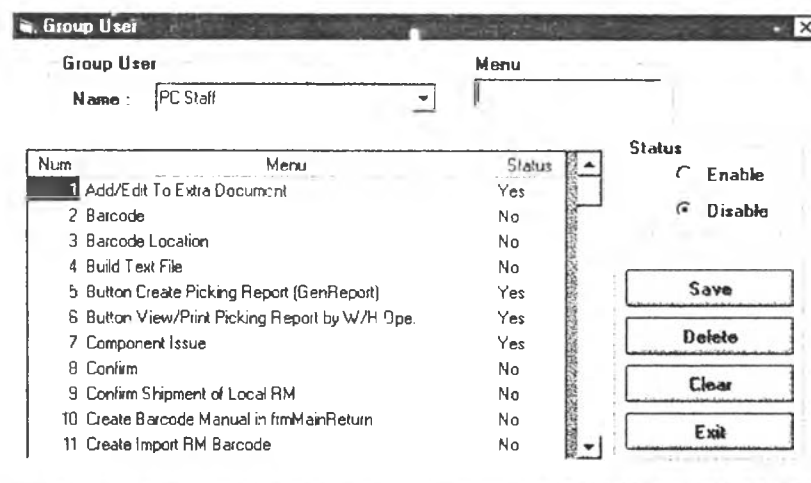 Group User
Group User
Menu
Name : PC Staff
Num Menu Status
1 Add/Edit To Extra Document Yes
2 Barcode No
3 Barcode Location No
4 Build Text File No
5 Button Create Picking Report (GenReport) Yes
6 Button View/Print Picking Report by W/H Ope. Yes
7 Component Issue Yes
8 Confirm No
9 Confirm Shipment of Local RM No
10 Create Barcode Manual in frmMainReturn No
11 Create Import RM Barcode No
Status
Enable
Disable
Save
Delete
Clear
Exit